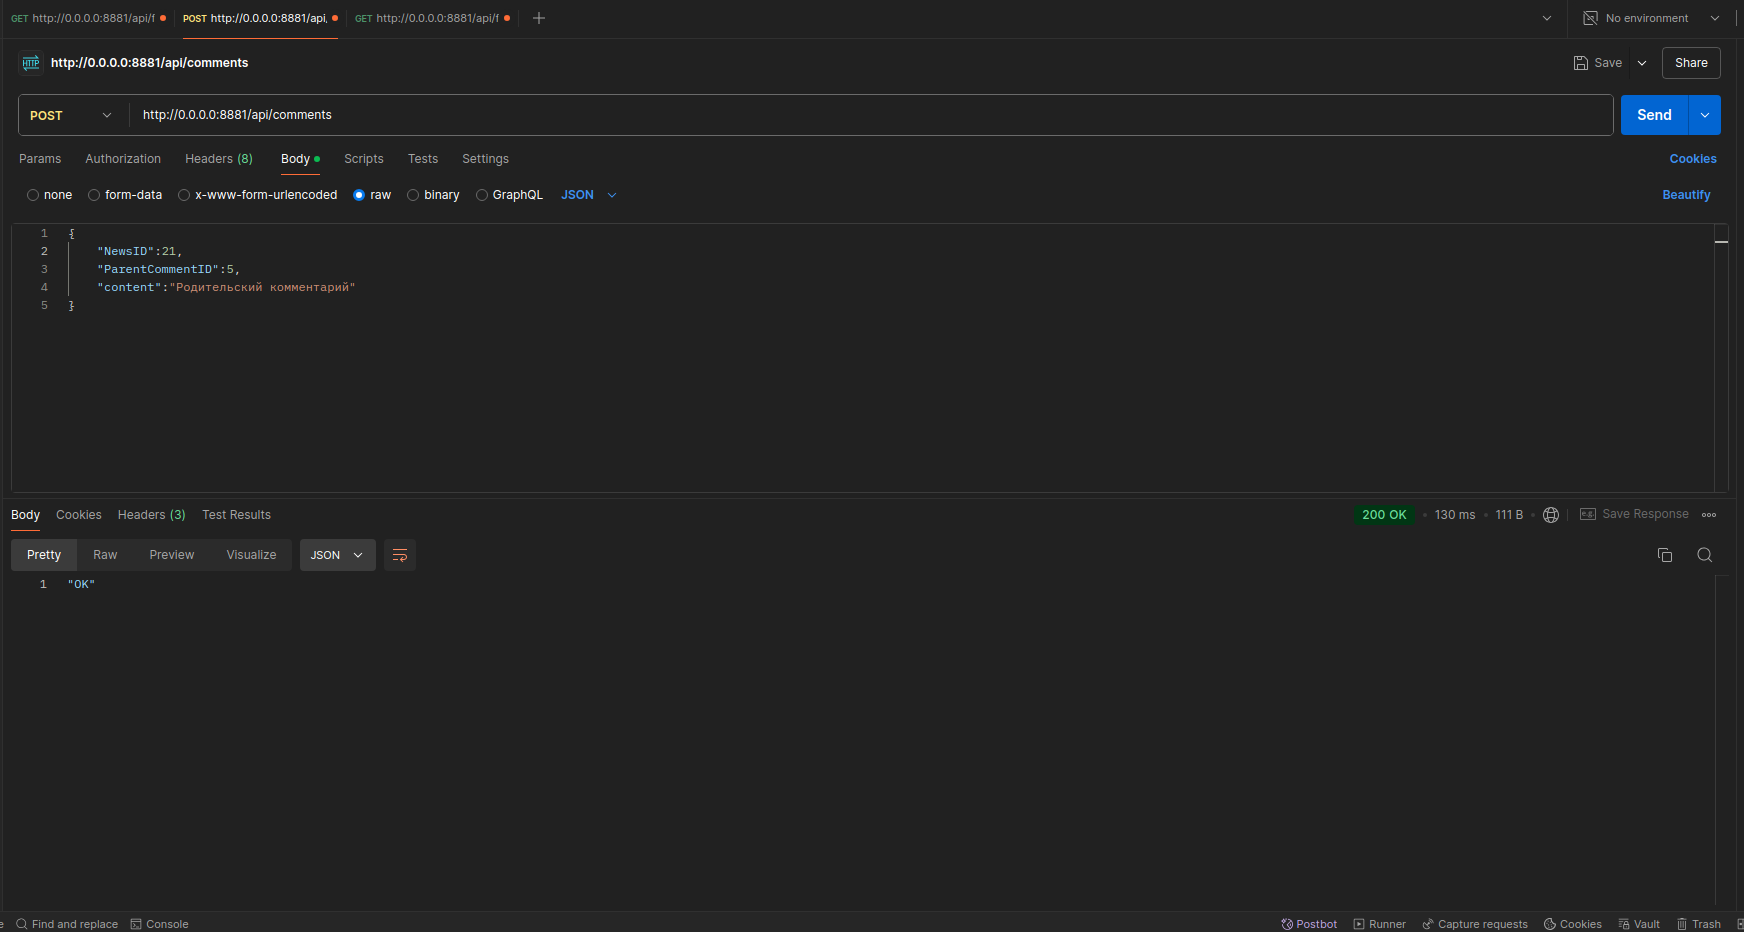 GET http://0.0.0.0:8881/api/f POST http://0.0.0.0:8881/api, GET http://0.0.0.0:8881/api/f No environment
HTTP http://0.0.0.0:8881/api/comments Save Share
POST http://0.0.0.0:8881/api/comments Send
Params Authorization Headers (8) Body Scripts Tests Settings Cookies
none form-data x-www-form-urlencoded raw binary GraphQL JSON Beautify
1 {
2 "NewsID":21,
3 "ParentCommentID":5,
4 "content":"Родительский комментарий"
5 }
Body Cookies Headers (3) Test Results 200 OK 130 ms 111 B Save Response
Pretty Raw Preview Visualize JSON
1 "OK"
Find and replace Console Postbot Runner Capture requests Cookies Vault Trash